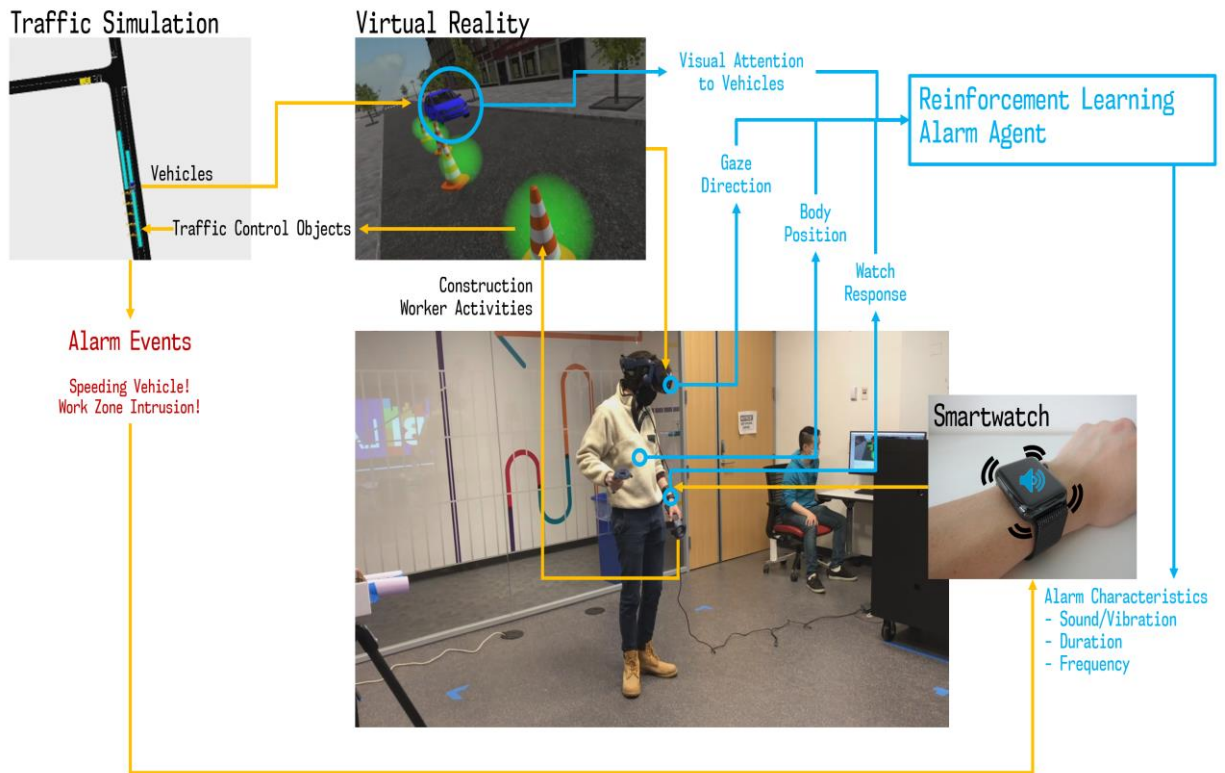 Traffic Simulation
Virtual Reality
Visual Attention
to Vehicles
Reinforcement Learning
Alarm Agent
Vehicles
Gaze
Direction
Traffic Control Objects
Body
Position
Construction
Worker Activities
Watch
Response
Alarm Events
Speeding Vehicle!
Work Zone Intrusion!
Smartwatch
Alarm Characteristics
- Sound/Vibration
- Duration
- Frequency